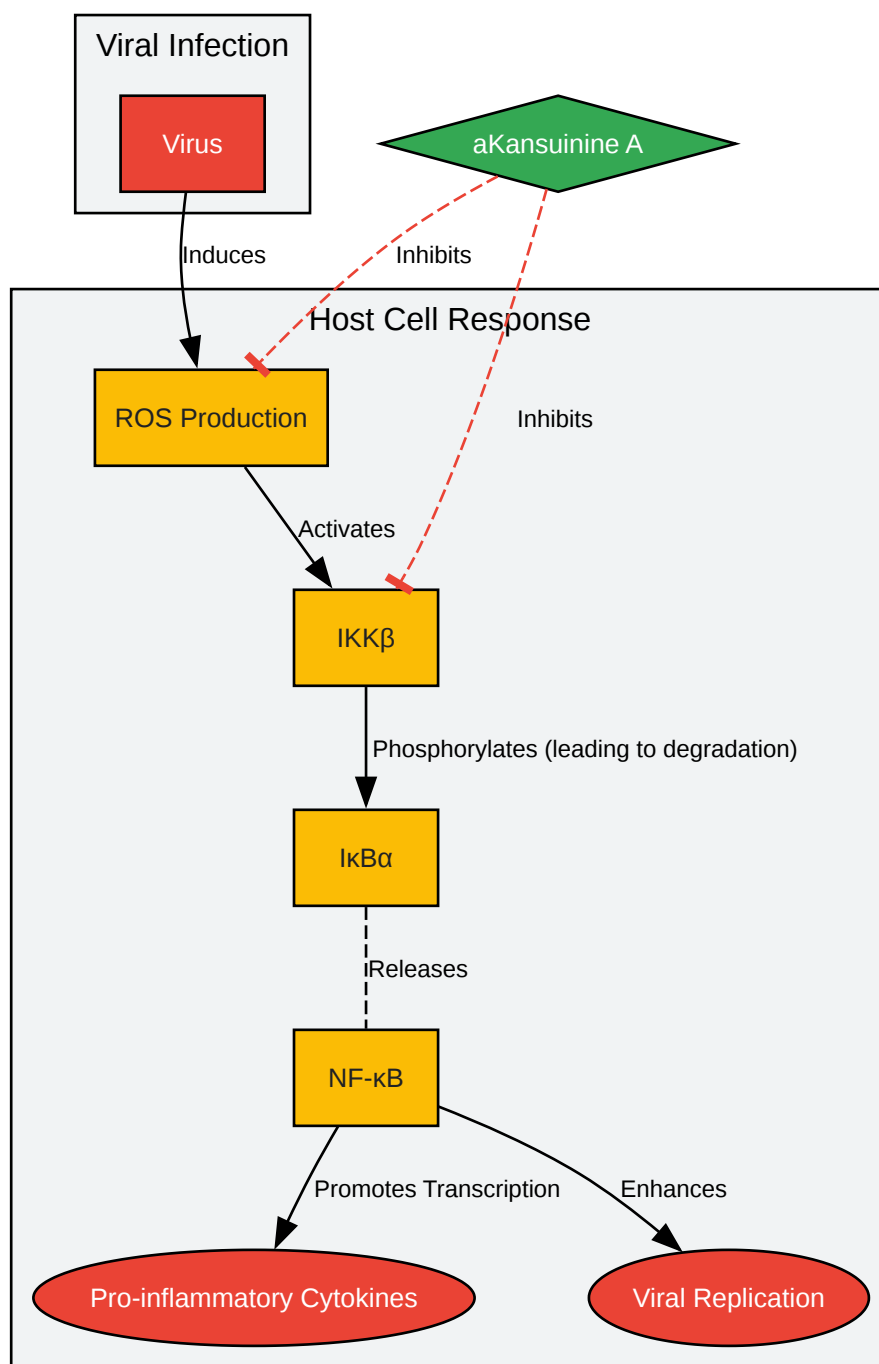 Viral Infection
Virus
aKansuinine A
Induces
Inhibits
Host Cell Response
ROS Production
Inhibits
Activates
IKKβ
Phosphorylates (leading to degradation)
IκBα
Releases
NF-κB
Promotes Transcription
Enhances
Pro-inflammatory Cytokines
Viral Replication